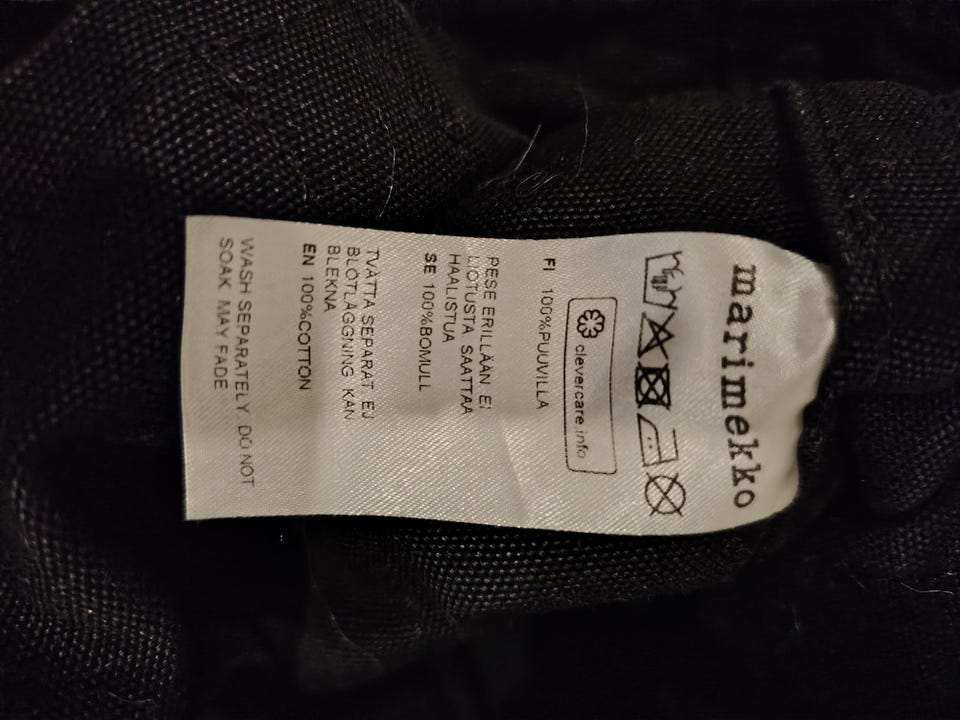 marimekko
clevercare.info
FI 100%PUUVILLA
PESE ERILLÄÄN EI
LIOTUSTA SAATTAA
HAALISTUA
SE 100%BOMULL
TVÄTTA SEPARAT EJ
BLÖTLÄGGNING KAN
BLEKNA
EN 100%COTTON
WASH SEPARATELY. DO NOT
SOAK. MAY FADE